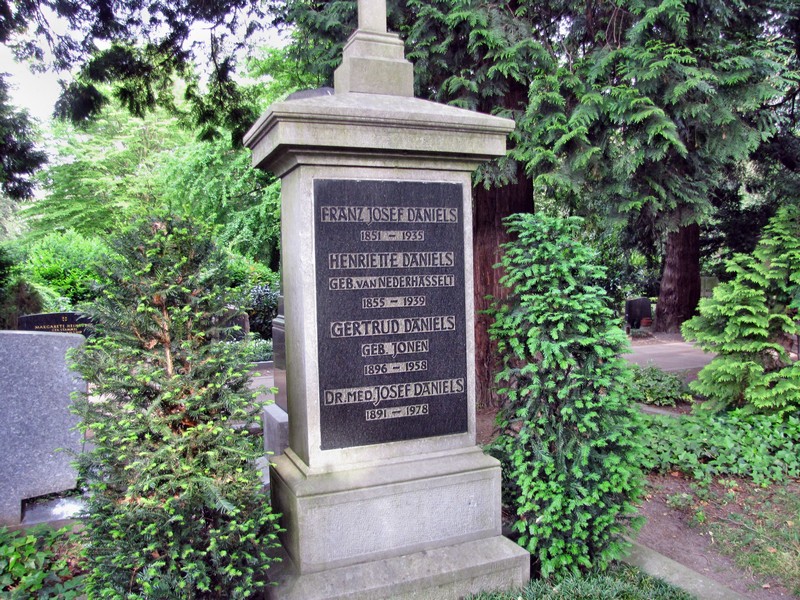 FRANZ JOSEF DANIELS
1851 – 1935
HENRIETTE DANIELS
GEB. VAN NEDERHASSELT
1855 – 1939
GERTRUD DANIELS
GEB. JONEN
1896 – 1958
DR. MED. JOSEF DANIELS
1891 – 1978
MARGARETE